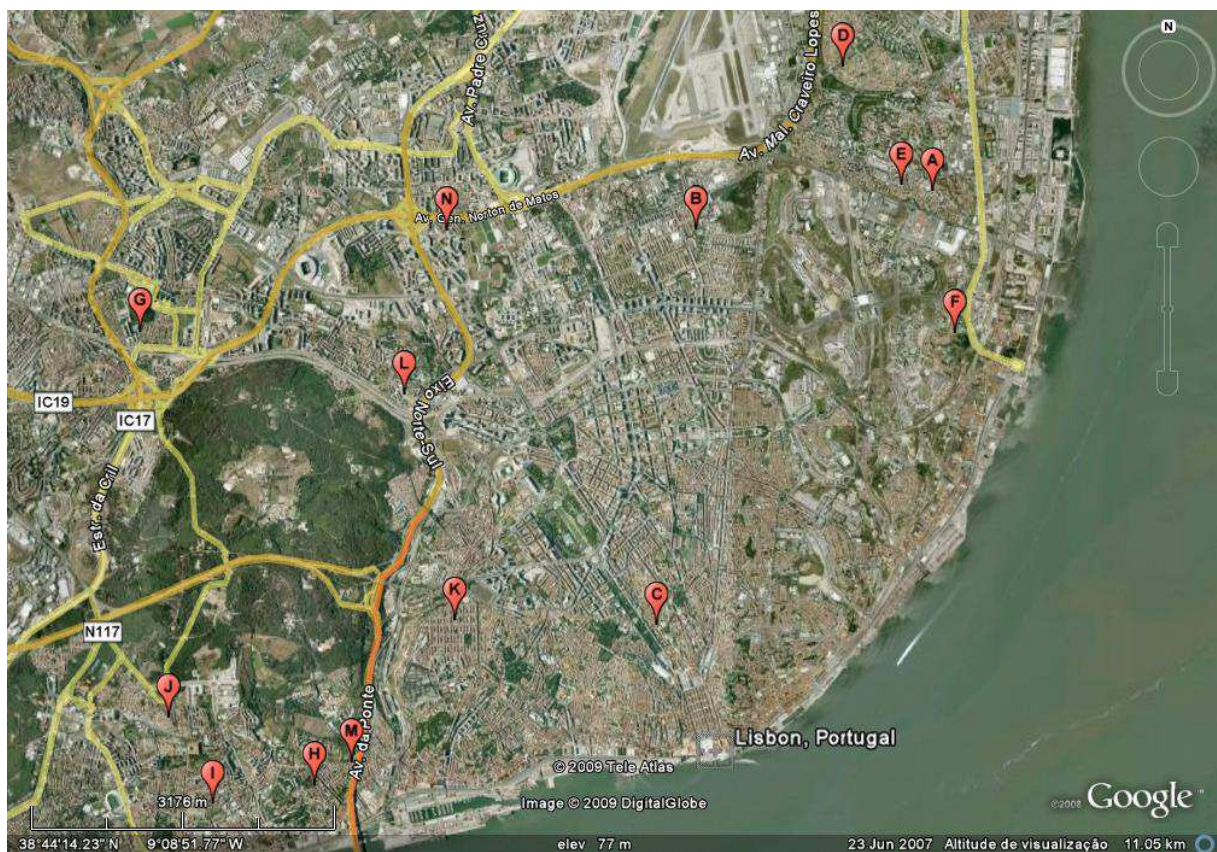 N
D
Av. Padre Cruz
Av. Mal. Craveiro Lopes
E
A
N
B
Av. Gen. Norton de Matos
G
F
L
Eixo Norte-Sul
IC19
IC17
Estr. da Cril
K
C
N117
J
Av. da Ponte
M
H
Lisbon, Portugal
I
© 2009 Tele Atlas
3176 m
Image © 2009 DigitalGlobe
©2008 Google™
38°44'14.23" N 9°08'51.77" W elev 77 m 23 Jun 2007 Altitude de visualização 11.05 km